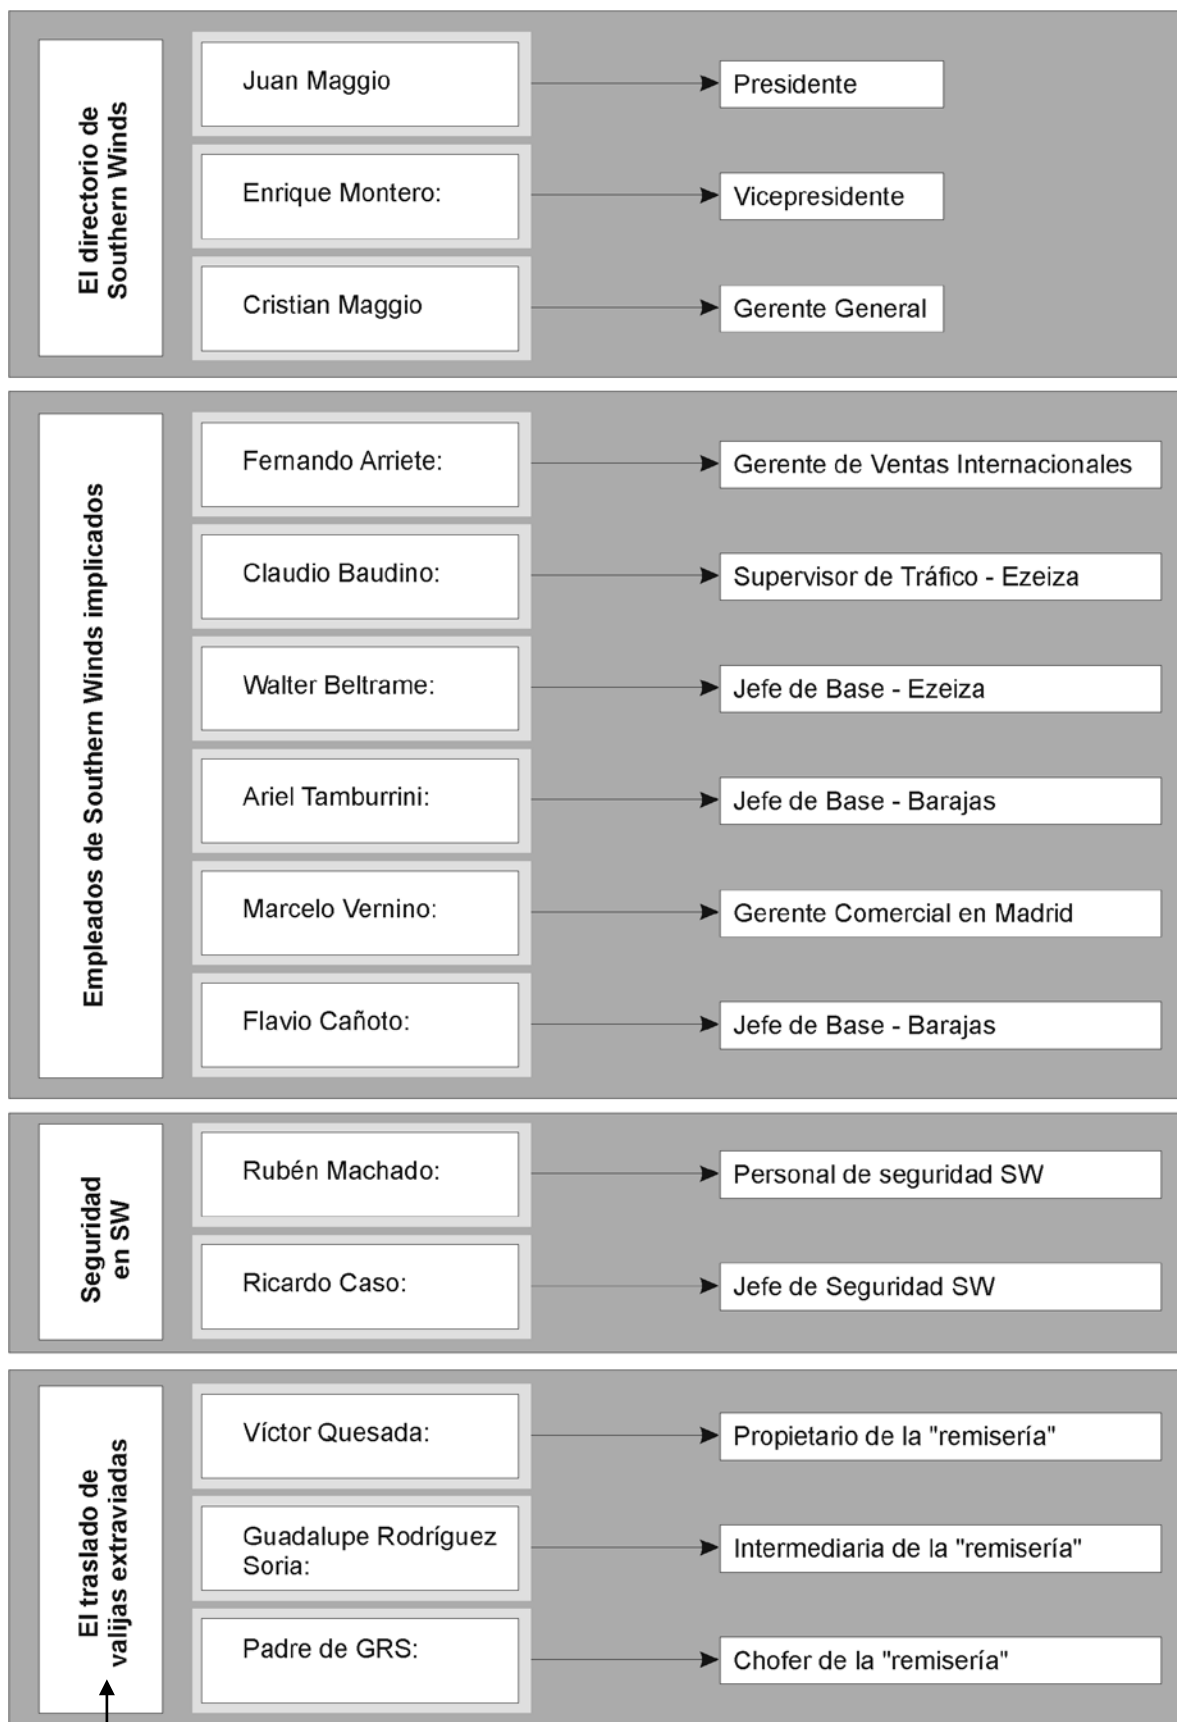 El directorio de
Southern Winds
Juan Maggio
Presidente
Enrique Montero:
Vicepresidente
Cristian Maggio
Gerente General
Empleados de Southern Winds implicados
Fernando Arriete:
Gerente de Ventas Internacionales
Claudio Baudino:
Supervisor de Tráfico - Ezeiza
Walter Beltrame:
Jefe de Base - Ezeiza
Ariel Tamburrini:
Jefe de Base - Barajas
Marcelo Vernino:
Gerente Comercial en Madrid
Flavio Cañoto:
Jefe de Base - Barajas
Seguridad
en SW
Rubén Machado:
Personal de seguridad SW
Ricardo Caso:
Jefe de Seguridad SW
El traslado de
valijas extraviadas
Víctor Quesada:
Propietario de la "remisería"
Guadalupe Rodríguez
Soria:
Intermediaria de la "remisería"
Padre de GRS:
Chofer de la "remisería"